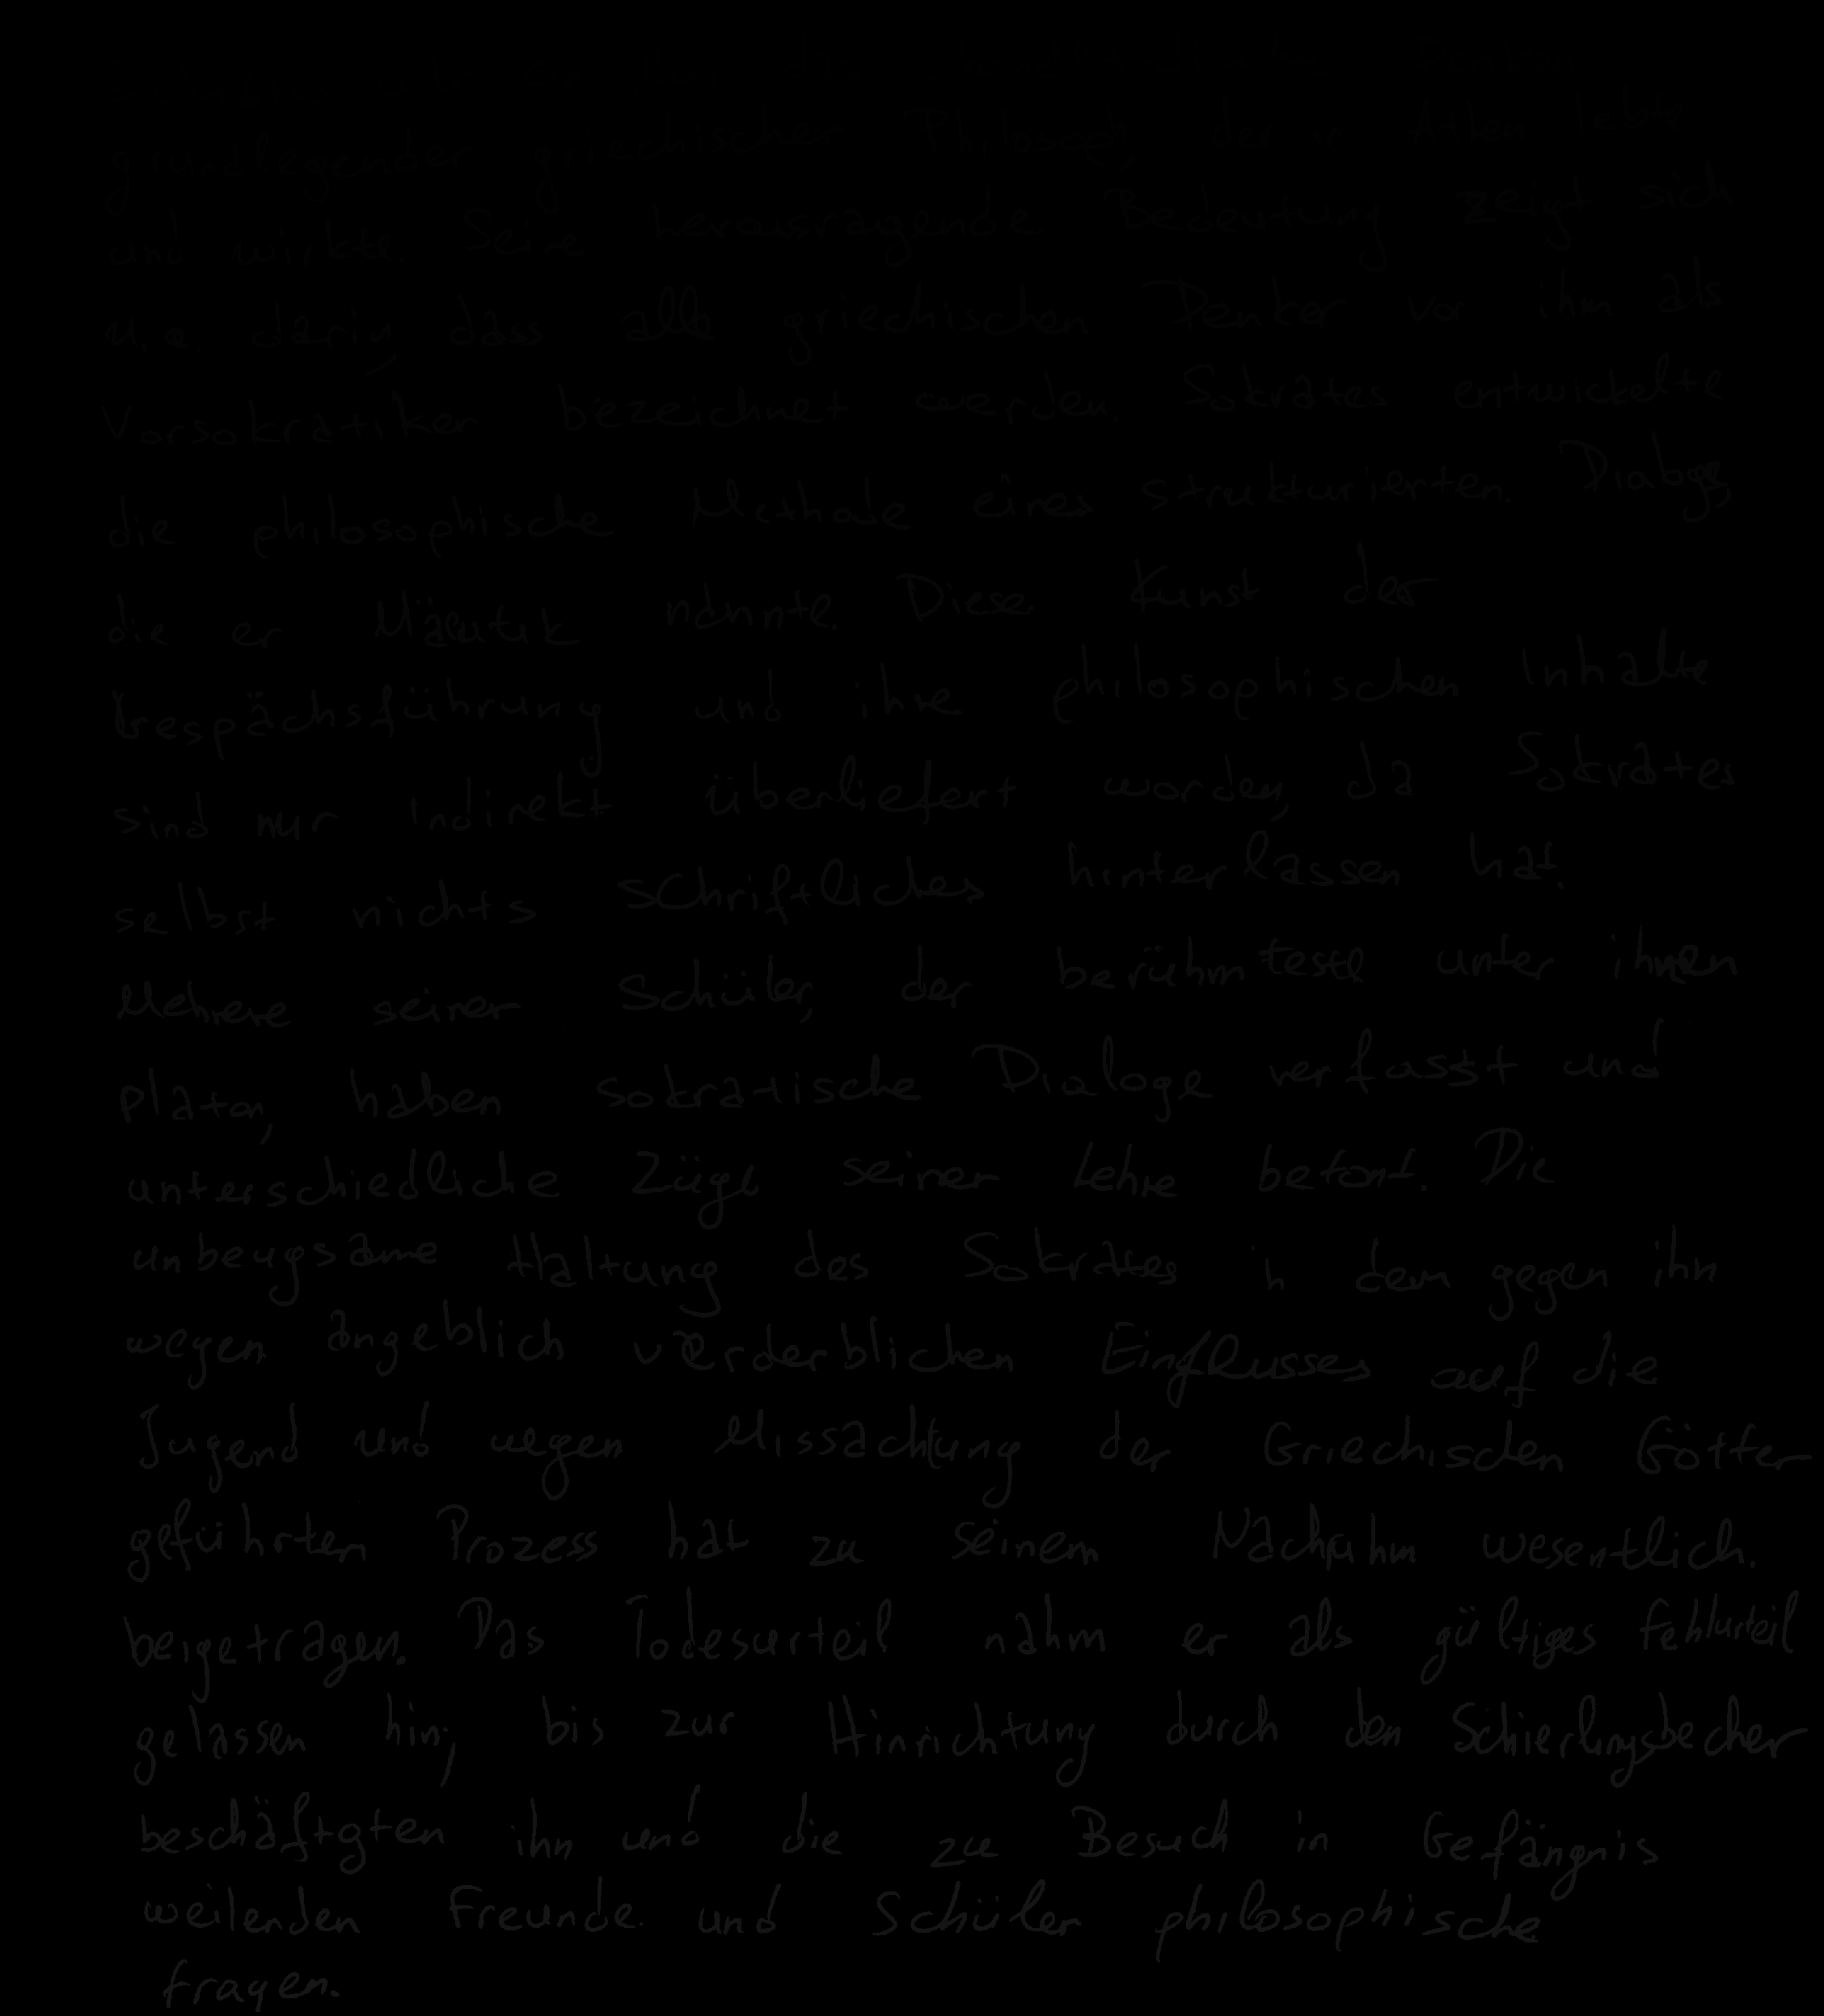 für das
grundlegender griechischer Philosoph, der in Athen lebte
und wirkte. Seine herausragende Bedeutung zeigt sich
u.a. darin, dass alle griechischen Denker vor ihm als
Vorsokratiker bezeichnet werden. Sokrates entwickelte
die philosophische Methode eines strukturierten. Dialogs,
die er Mäeutik nannte. Diese Kunst der
Gespächsführung und ihre philosophischen Inhalte
sind nur indirekt überliefert worden, da Sokrates
selbst nichts Schriftliches hinterlassen hat.
Mehrere seiner Schüler, der berühmteste unter ihnen
Platon, haben sokratische Dialoge verfasst und
unterschiedliche Züge seiner Lehre betont. Die
unbeugsame Haltung des Sokrates in dem gegen ihn
wegen angeblich verderblichen Einflusses auf die
Jugend und wegen Missachtung der Griechischen Götter
geführten Prozess hat zu seinem Nachruhm wesentlich.
beigetragen. Das Todesurteil nahm er als gültiges Fehlurteil
gelassen hin; bis zur Hinrichtung durch den Schierlingsbecher
beschäftgten ihn und die zu Besuch in Gefängnis
weilenden Freunde. und Schüler philosophische
Fragen.